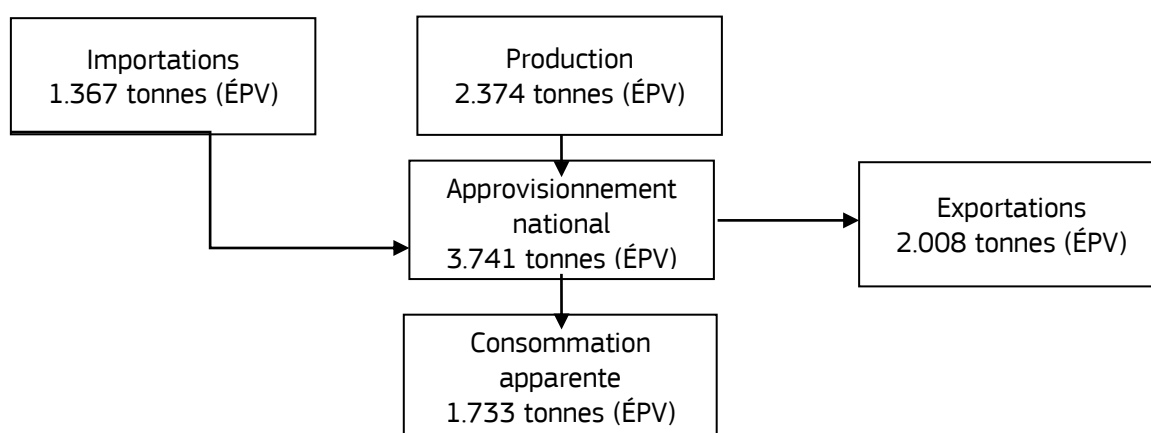 Importations
1.367 tonnes (ÉPV)
Production
2.374 tonnes (ÉPV)
Approvisionnement
national
3.741 tonnes (ÉPV)
Exportations
2.008 tonnes (ÉPV)
Consommation
apparente
1.733 tonnes (ÉPV)